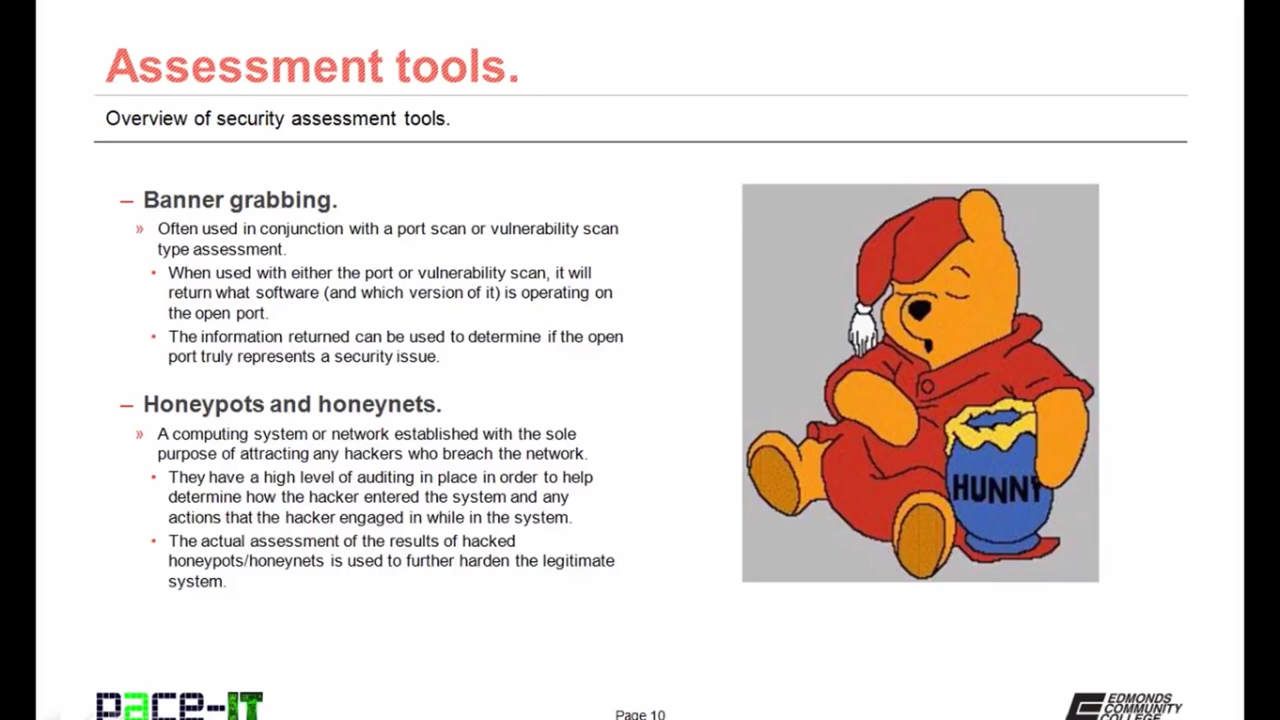 Assessment tools.
Overview of security assessment tools.
– Banner grabbing.
» Often used in conjunction with a port scan or vulnerability scan
type assessment.
• When used with either the port or vulnerability scan, it will
return what software (and which version of it) is operating on
the open port.
• The information returned can be used to determine if the open
port truly represents a security issue.
– Honeypots and honeynets.
» A computing system or network established with the sole
purpose of attracting any hackers who breach the network.
• They have a high level of auditing in place in order to help
determine how the hacker entered the system and any
actions that the hacker engaged in while in the system.
• The actual assessment of the results of hacked
honeypots/honeynets is used to further harden the legitimate
system.
HUNNY
pace-IT
Page 10
EDMONDS
COMMUNITY
COLLEGE